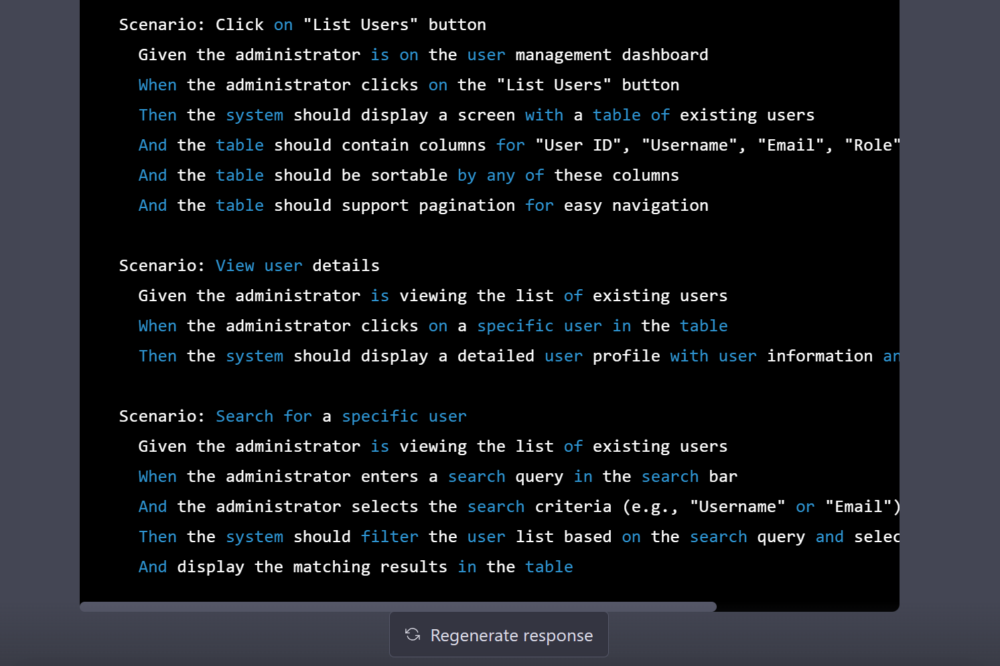 Scenario: Click on "List Users" button
Given the administrator is on the user management dashboard
When the administrator clicks on the "List Users" button
Then the system should display a screen with a table of existing users
And the table should contain columns for "User ID", "Username", "Email", "Role"
And the table should be sortable by any of these columns
And the table should support pagination for easy navigation
Scenario: View user details
Given the administrator is viewing the list of existing users
When the administrator clicks on a specific user in the table
Then the system should display a detailed user profile with user information an
Scenario: Search for a specific user
Given the administrator is viewing the list of existing users
When the administrator enters a search query in the search bar
And the administrator selects the search criteria (e.g., "Username" or "Email")
Then the system should filter the user list based on the search query and selec
And display the matching results in the table
Regenerate response